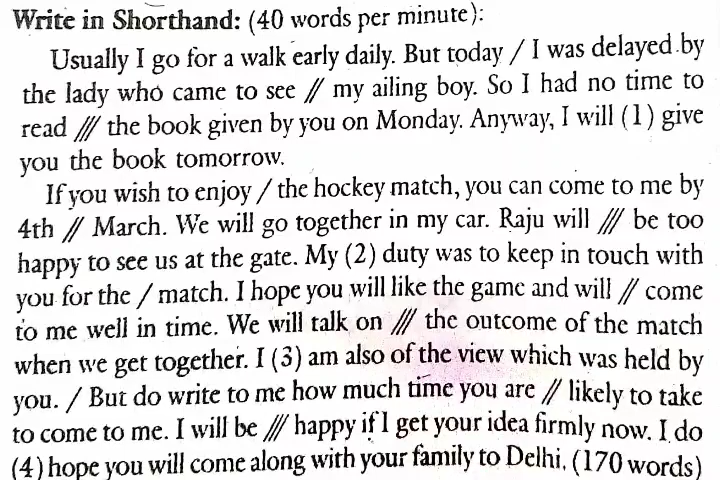 Write in Shorthand: (40 words per minute):
Usually I go for a walk early daily. But today / I was delayed by
the lady who came to see // my ailing boy. So I had no time to
read /// the book given by you on Monday. Anyway, I will (1) give
you the book tomorrow.
If you wish to enjoy / the hockey match, you can come to me by
4th // March. We will go together in my car. Raju will /// be too
happy to see us at the gate. My (2) duty was to keep in touch with
you for the / match. I hope you will like the game and will // come
to me well in time. We will talk on /// the outcome of the match
when we get together. I (3) am also of the view which was held by
you. / But do write to me how much time you are // likely to take
to come to me. I will be /// happy if I get your idea firmly now. I do
(4) hope you will come along with your family to Delhi. (170 words)